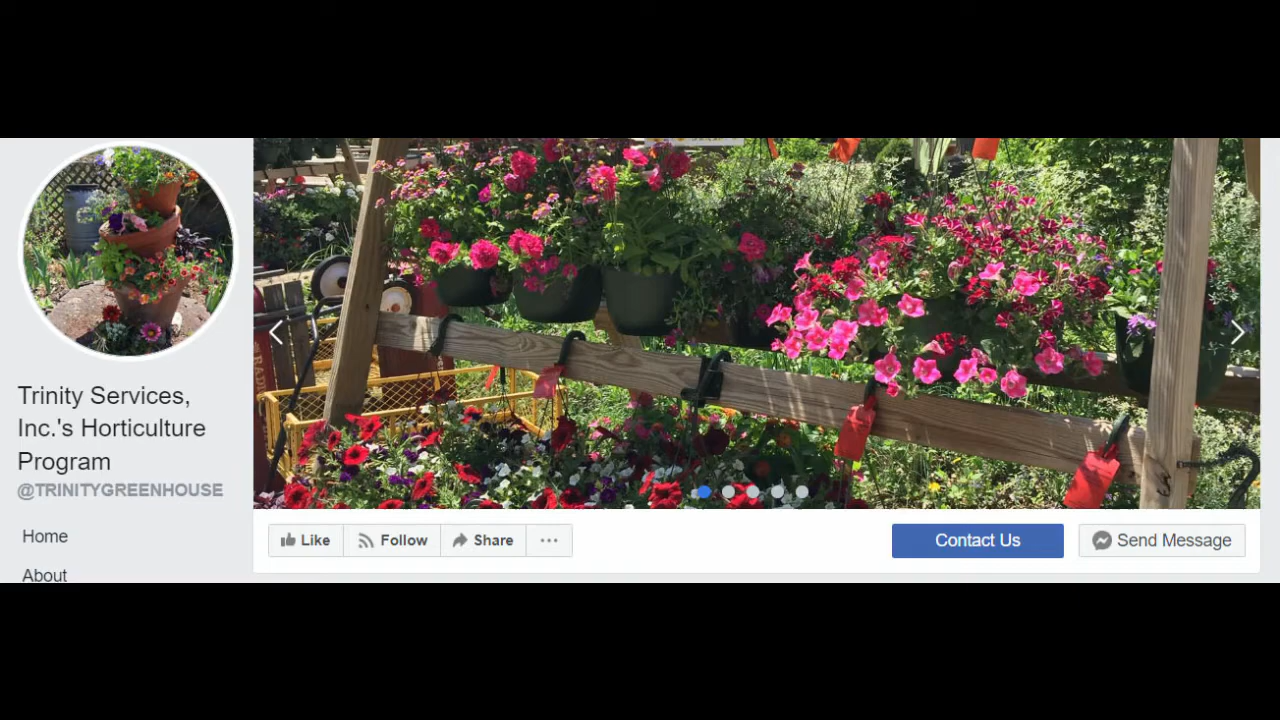 Trinity Services,
Inc.'s Horticulture
Program
@TRINITYGREENHOUSE
Home
About
Like
Follow
Share
Contact Us
Send Message